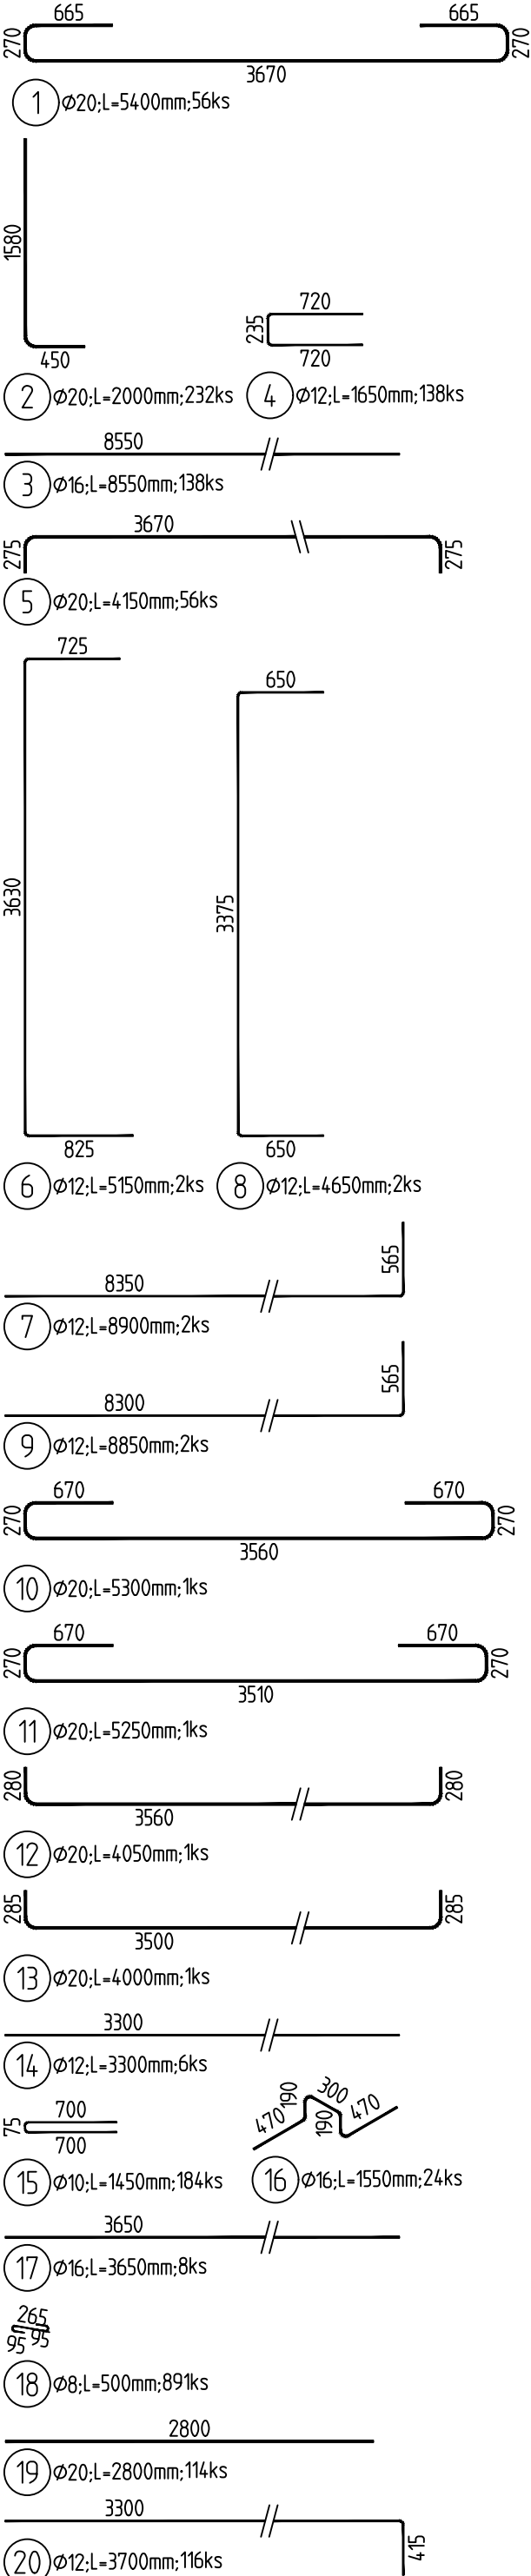 665 665
270 270
3670
1 Ø20;L=5400mm;56ks
1580
450
2 Ø20;L=2000mm;232ks
720
235
720
4 Ø12;L=1650mm;138ks
8550
3 Ø16;L=8550mm;138ks
3670
275 275
5 Ø20;L=4150mm;56ks
725
3630
825
6 Ø12;L=5150mm;2ks
650
3375
650
8 Ø12;L=4650mm;2ks
565
8350
7 Ø12;L=8900mm;2ks
565
8300
9 Ø12;L=8850mm;2ks
670 670
270 270
3560
10 Ø20;L=5300mm;1ks
670 670
270 270
3510
11 Ø20;L=5250mm;1ks
280 280
3560
12 Ø20;L=4050mm;1ks
285 285
3500
13 Ø20;L=4000mm;1ks
3300
14 Ø12;L=3300mm;6ks
700
75
700
15 Ø10;L=1450mm;184ks
470 190 300 190 470
16 Ø16;L=1550mm;24ks
3650
17 Ø16;L=3650mm;8ks
265
95 95
18 Ø8;L=500mm;891ks
2800
19 Ø20;L=2800mm;114ks
3300
415
20 Ø12;L=3700mm;116ks